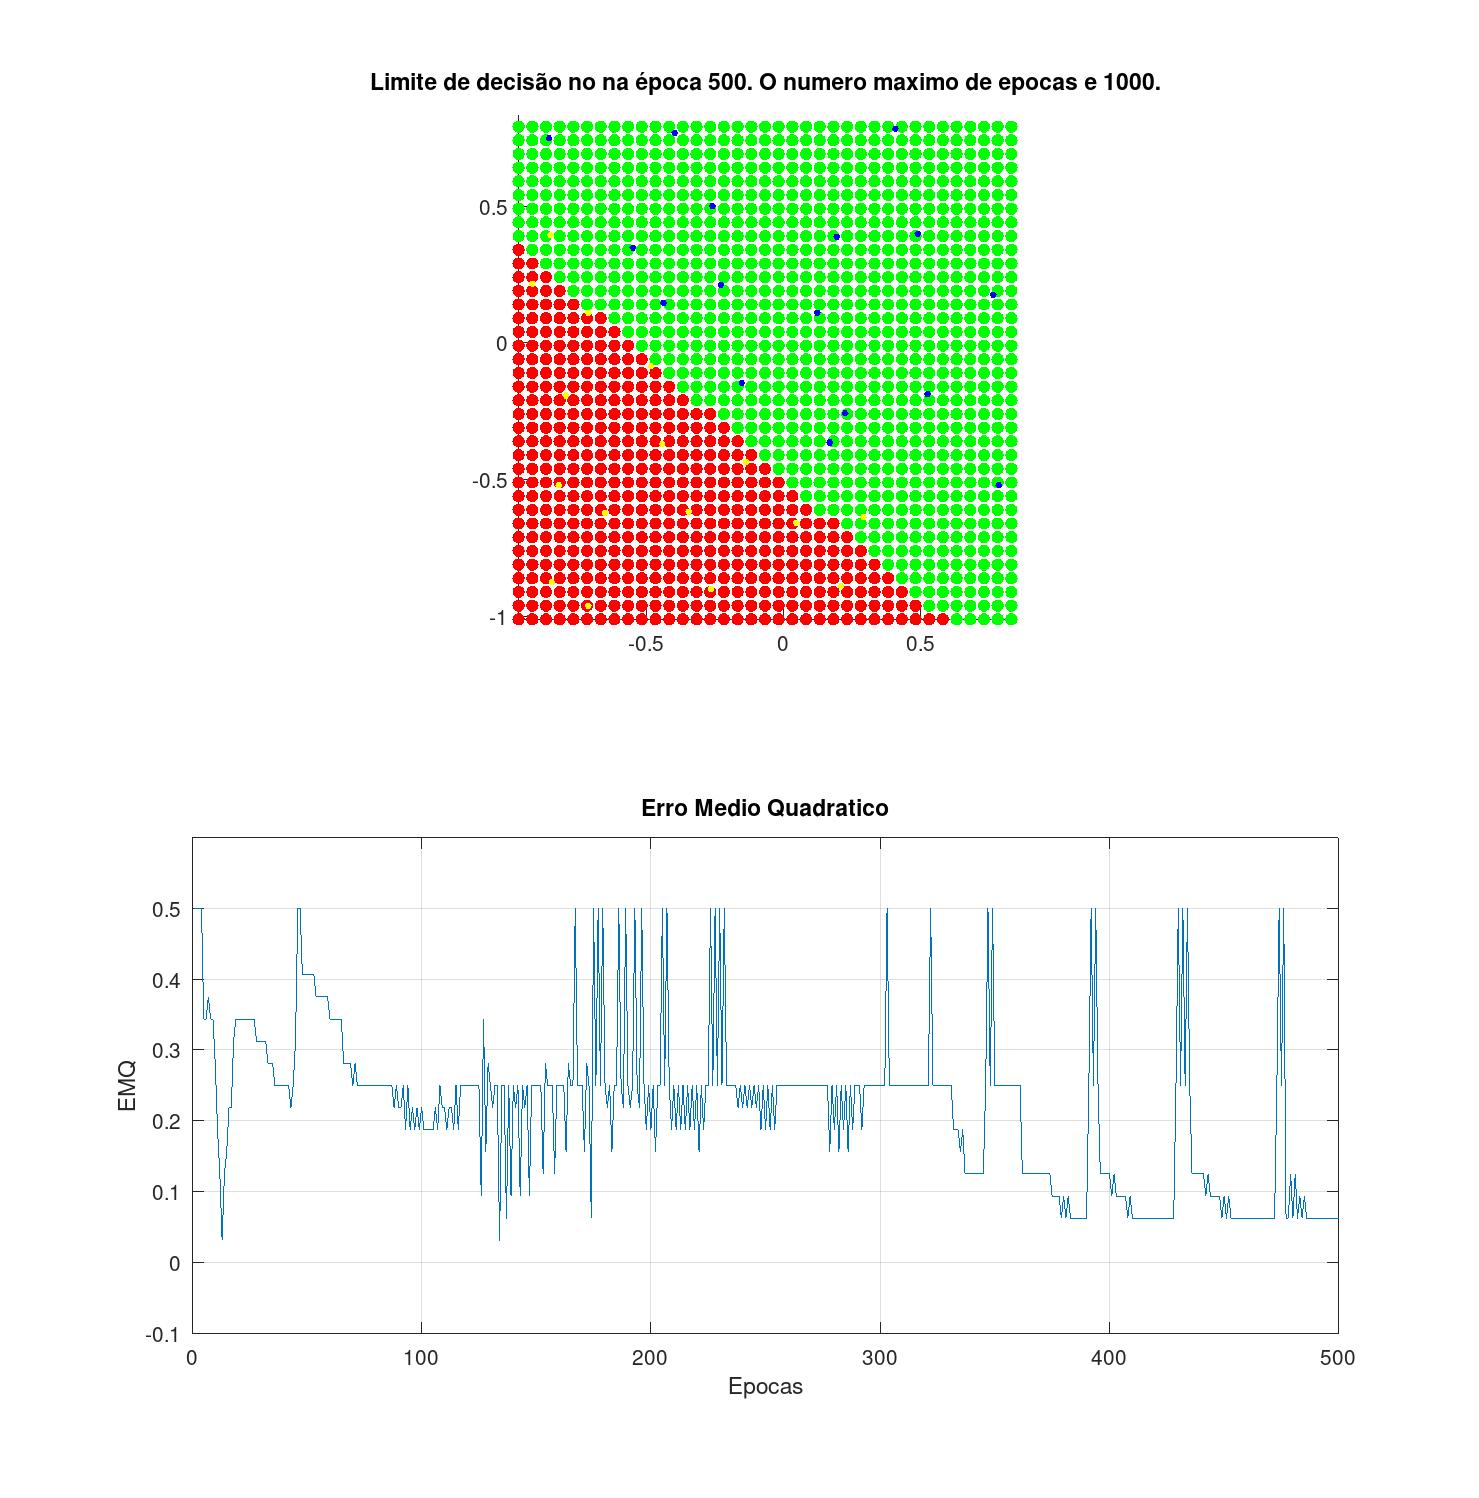 Limite de decisão no na época 500. O numero maximo de epocas e 1000.
0.5
0
-0.5
-1
-0.5 0 0.5
Erro Medio Quadratico
0.5
0.4
0.3
0.2
0.1
0
-0.1
EMQ
0 100 200 300 400 500
Epocas